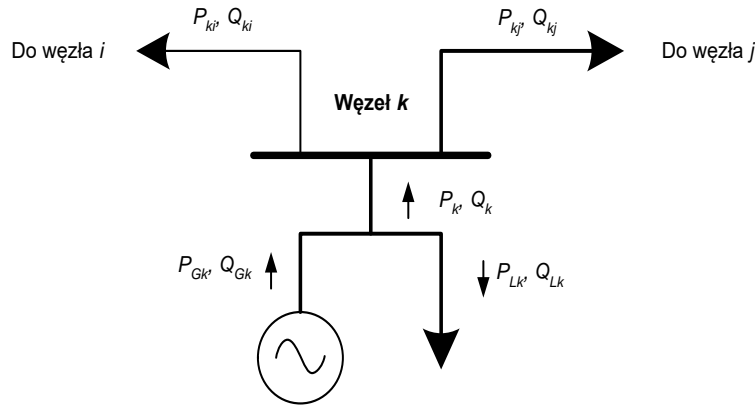 P_ki, Q_ki
P_kj, Q_kj
Do węzła i
Do węzła j
Węzeł k
P_k, Q_k
P_Gk, Q_Gk
P_Lk, Q_Lk